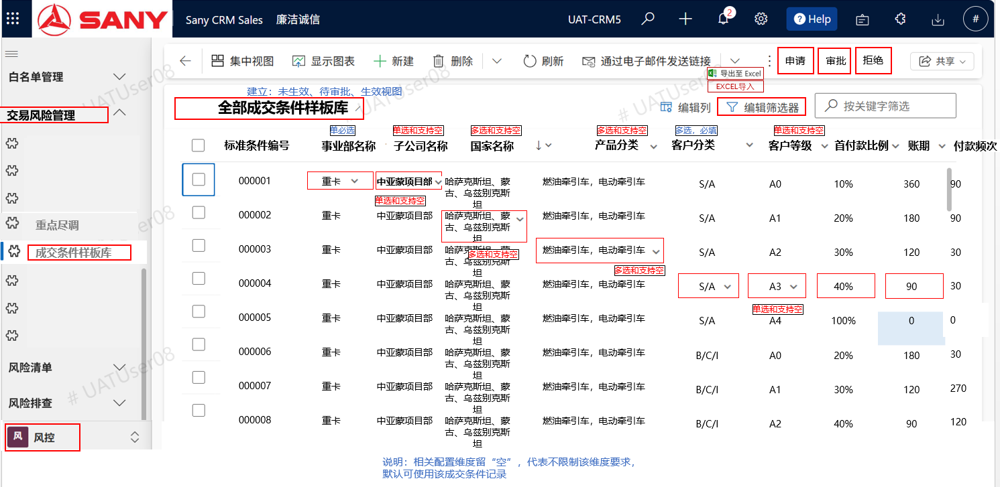 SANY
Sany CRM Sales 廉洁诚信
UAT-CRM5
2
Help
#
白名单管理
交易风险管理
重点尽调
成交条件样板库
风险清单
风险排查
风 风控
集中视图 显示图表 新建 删除 刷新 通过电子邮件发送链接
申请 审批 拒绝 共享
导出至 Excel
EXCEL导入
建立：未生效、待审批、生效视图
全部成交条件样板库
编辑列 编辑筛选器 按关键字筛选
单必选 单选和支持空 多选和支持空 多选和支持空 多选，必填 单选和支持空
标准条件编号 事业部名称 子公司名称 国家名称 产品分类 客户分类 客户等级 首付款比例 账期 付款频次
000001 重卡 中亚蒙项目部 哈萨克斯坦、蒙 燃油牵引车，电动牵引车 S/A A0 10% 360 90
古、乌兹别克斯
坦
单选和支持空
000002 重卡 中亚蒙项目部 哈萨克斯坦、蒙 燃油牵引车，电动牵引车 S/A A1 20% 180 90
古、乌兹别克斯
坦
000003 重卡 中亚蒙项目部 哈萨克斯坦、蒙 燃油牵引车，电动牵引车 S/A A2 30% 120 30
多选和支持空
古、乌兹别克斯
坦
多选和支持空
000004 重卡 中亚蒙项目部 哈萨克斯坦、蒙 燃油牵引车，电动牵引车 S/A A3 40% 90 30
古、乌兹别克斯
坦
单选和支持空
000005 重卡 中亚蒙项目部 哈萨克斯坦、蒙 燃油牵引车，电动牵引车 S/A A4 100% 0 0
古、乌兹别克斯
坦
000006 重卡 中亚蒙项目部 哈萨克斯坦、蒙 燃油牵引车，电动牵引车 B/C/I A0 20% 180 30
古、乌兹别克斯
坦
000007 重卡 中亚蒙项目部 哈萨克斯坦、蒙 燃油牵引车，电动牵引车 B/C/I A1 30% 120 270
古、乌兹别克斯
坦
000008 重卡 中亚蒙项目部 哈萨克斯坦、蒙 燃油牵引车，电动牵引车 B/C/I A2 40% 90 120
古、乌兹别克斯
坦
说明：相关配置维度留“空”，代表不限制该维度要求，
默认可使用该成交条件记录
# UATUser08
# UATUser08
UATUser08
er08